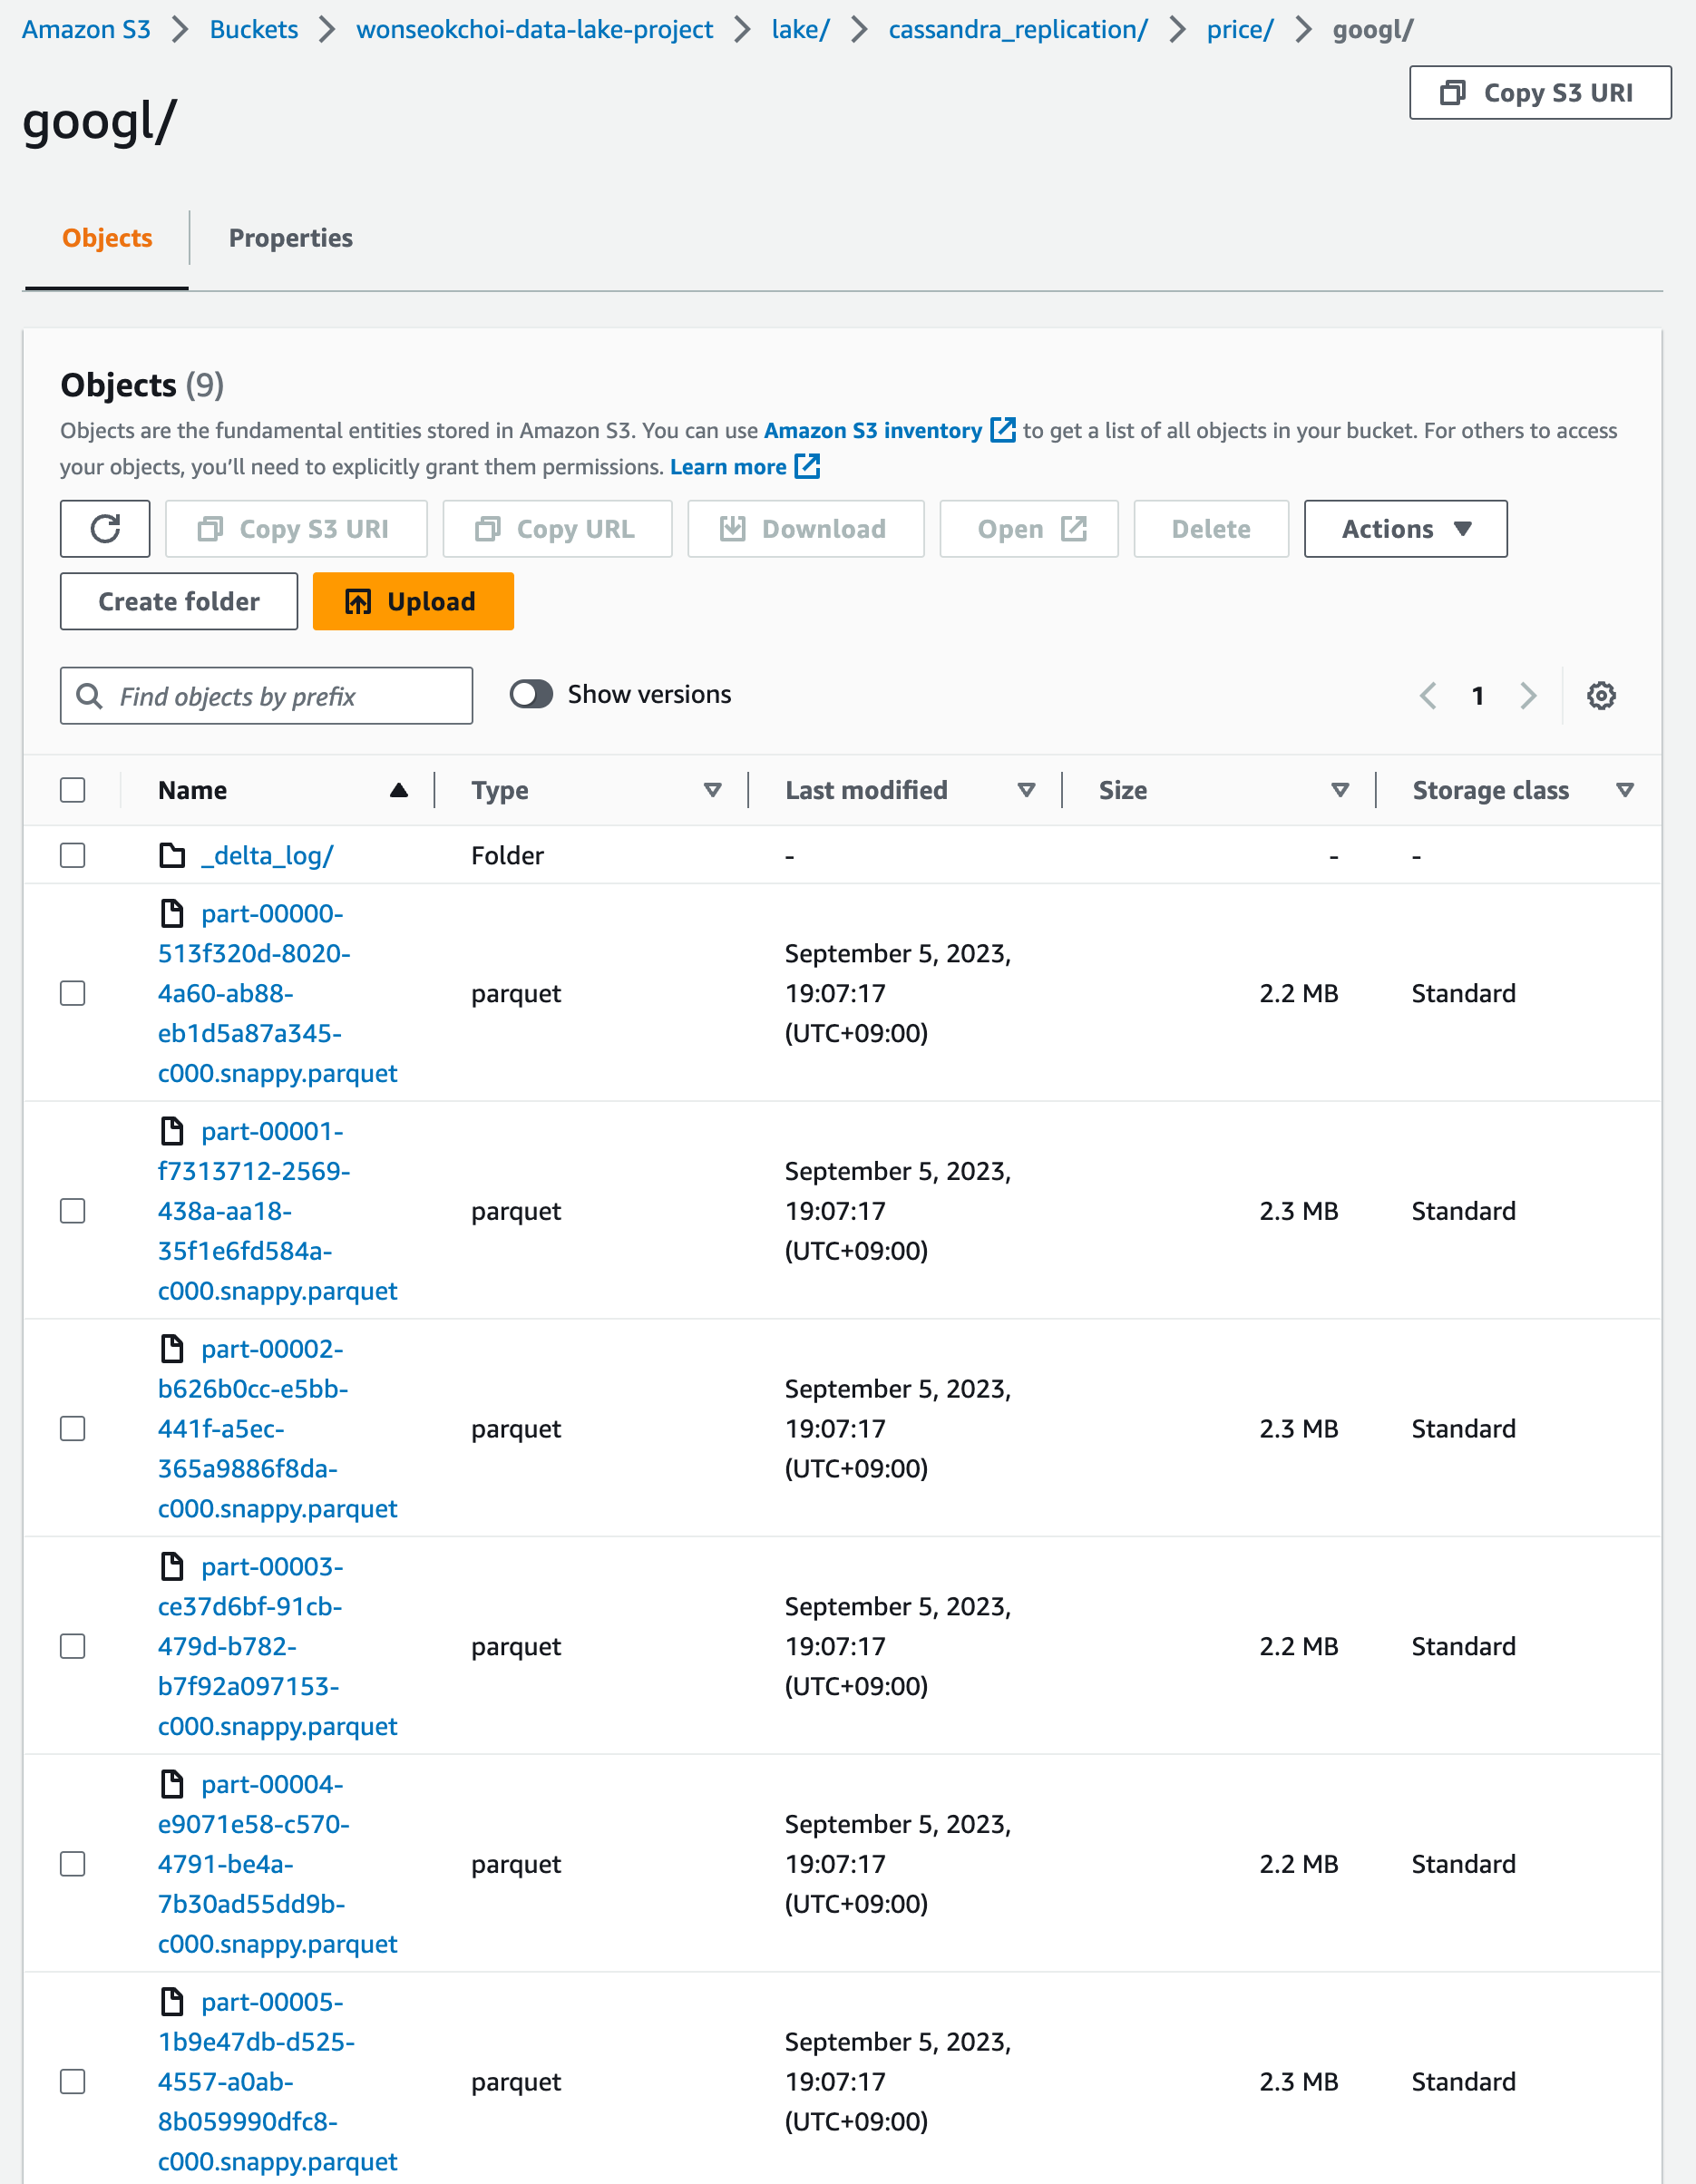 Amazon S3 > Buckets > wonseokchoi-data-lake-project > lake/ > cassandra_replication/ > price/ > googl/
Copy S3 URI
googl/
Objects Properties
Objects (9)
Objects are the fundamental entities stored in Amazon S3. You can use Amazon S3 inventory to get a list of all objects in your bucket. For others to access
your objects, you’ll need to explicitly grant them permissions. Learn more
Copy S3 URI Copy URL Download Open Delete Actions
Create folder Upload
Find objects by prefix Show versions 1
Name Type Last modified Size Storage class
_delta_log/ Folder - - -
part-00000-
513f320d-8020-
4a60-ab88-
eb1d5a87a345-
c000.snappy.parquet
parquet
September 5, 2023,
19:07:17
(UTC+09:00)
2.2 MB
Standard
part-00001-
f7313712-2569-
438a-aa18-
35f1e6fd584a-
c000.snappy.parquet
parquet
September 5, 2023,
19:07:17
(UTC+09:00)
2.3 MB
Standard
part-00002-
b626b0cc-e5bb-
441f-a5ec-
365a9886f8da-
c000.snappy.parquet
parquet
September 5, 2023,
19:07:17
(UTC+09:00)
2.3 MB
Standard
part-00003-
ce37d6bf-91cb-
479d-b782-
b7f92a097153-
c000.snappy.parquet
parquet
September 5, 2023,
19:07:17
(UTC+09:00)
2.2 MB
Standard
part-00004-
e9071e58-c570-
4791-be4a-
7b30ad55dd9b-
c000.snappy.parquet
parquet
September 5, 2023,
19:07:17
(UTC+09:00)
2.2 MB
Standard
part-00005-
1b9e47db-d525-
4557-a0ab-
8b059990dfc8-
c000.snappy.parquet
parquet
September 5, 2023,
19:07:17
(UTC+09:00)
2.3 MB
Standard